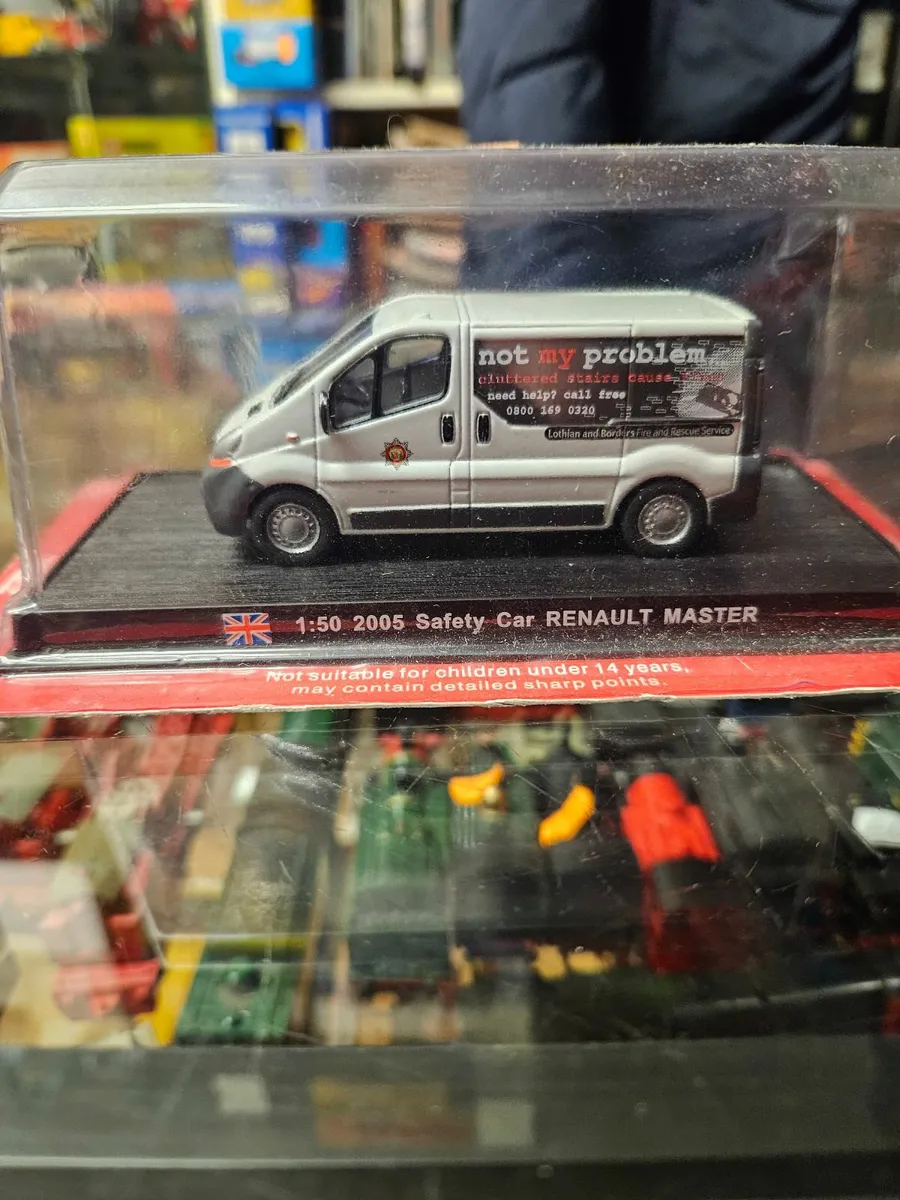 not my problem
cluttered stairs cause
need help? call free
0800 169 0320
Lothian and Borders Fire and Rescue Service
1:50 2005 Safety Car RENAULT MASTER
Not suitable for children under 14 years,
may contain detailed sharp points.